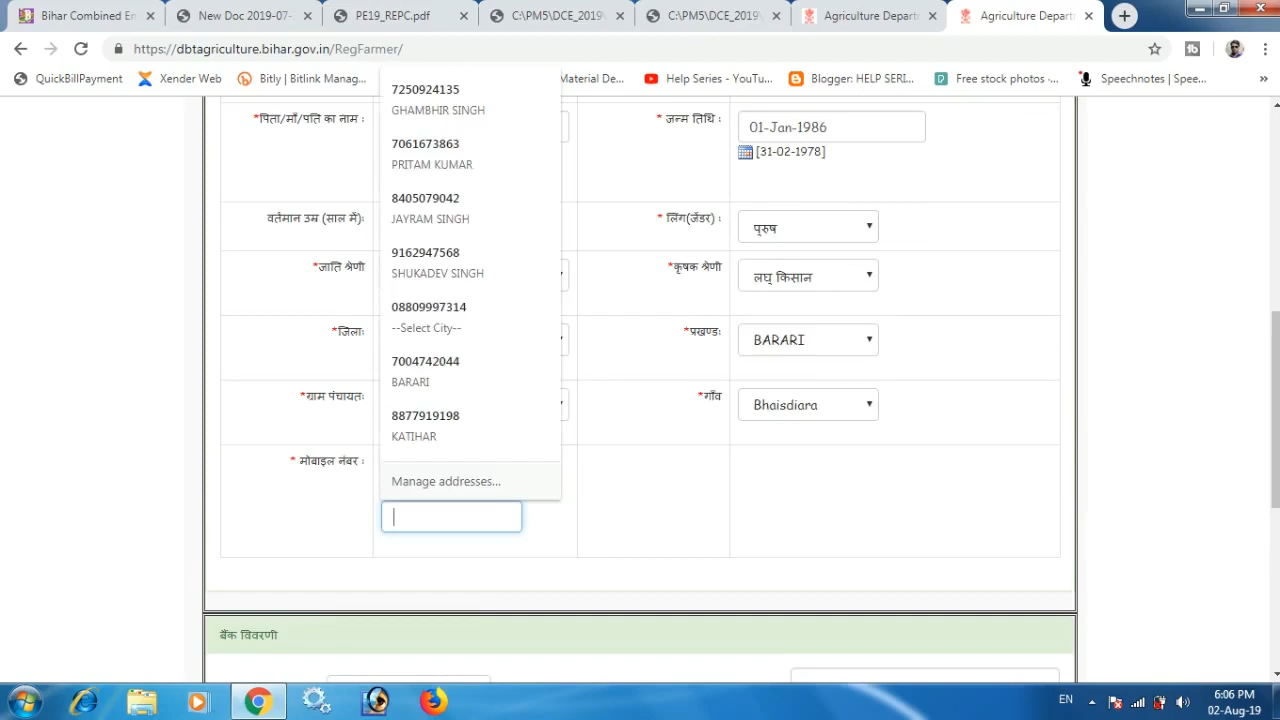 Bihar Combined En
New Doc 2019-07-
PE19_REPC.pdf
C:\PM5\DCE_2019\
C:\PM5\DCE_2019
Agriculture Depart
Agriculture Depart
https://dbtagriculture.bihar.gov.in/RegFarmer/
QuickBillPayment
Xender Web
Bitly | Bitlink Manag...
Material De...
Help Series - YouTu...
Blogger: HELP SERI...
Free stock photos -...
Speechnotes | Spee...
»
*पिता/माँ/पति का नाम :
* जन्म तिथि :
01-Jan-1986
[31-02-1978]
वर्तमान उम्र (साल में):
* लिंग(जेंडर) :
पुरुष
*जाति श्रेणी
*कृषक श्रेणी
लघु किसान
*जिला:
*प्रखण्ड:
BARARI
*ग्राम पंचायत:
*गाँव
Bhaisdiara
* मोबाइल नंबर :
7250924135
GHAMBHIR SINGH
7061673863
PRITAM KUMAR
8405079042
JAYRAM SINGH
9162947568
SHUKADEV SINGH
08809997314
--Select City--
7004742044
BARARI
8877919198
KATIHAR
Manage addresses...
बैंक विवरणी
EN
6:06 PM
02-Aug-19